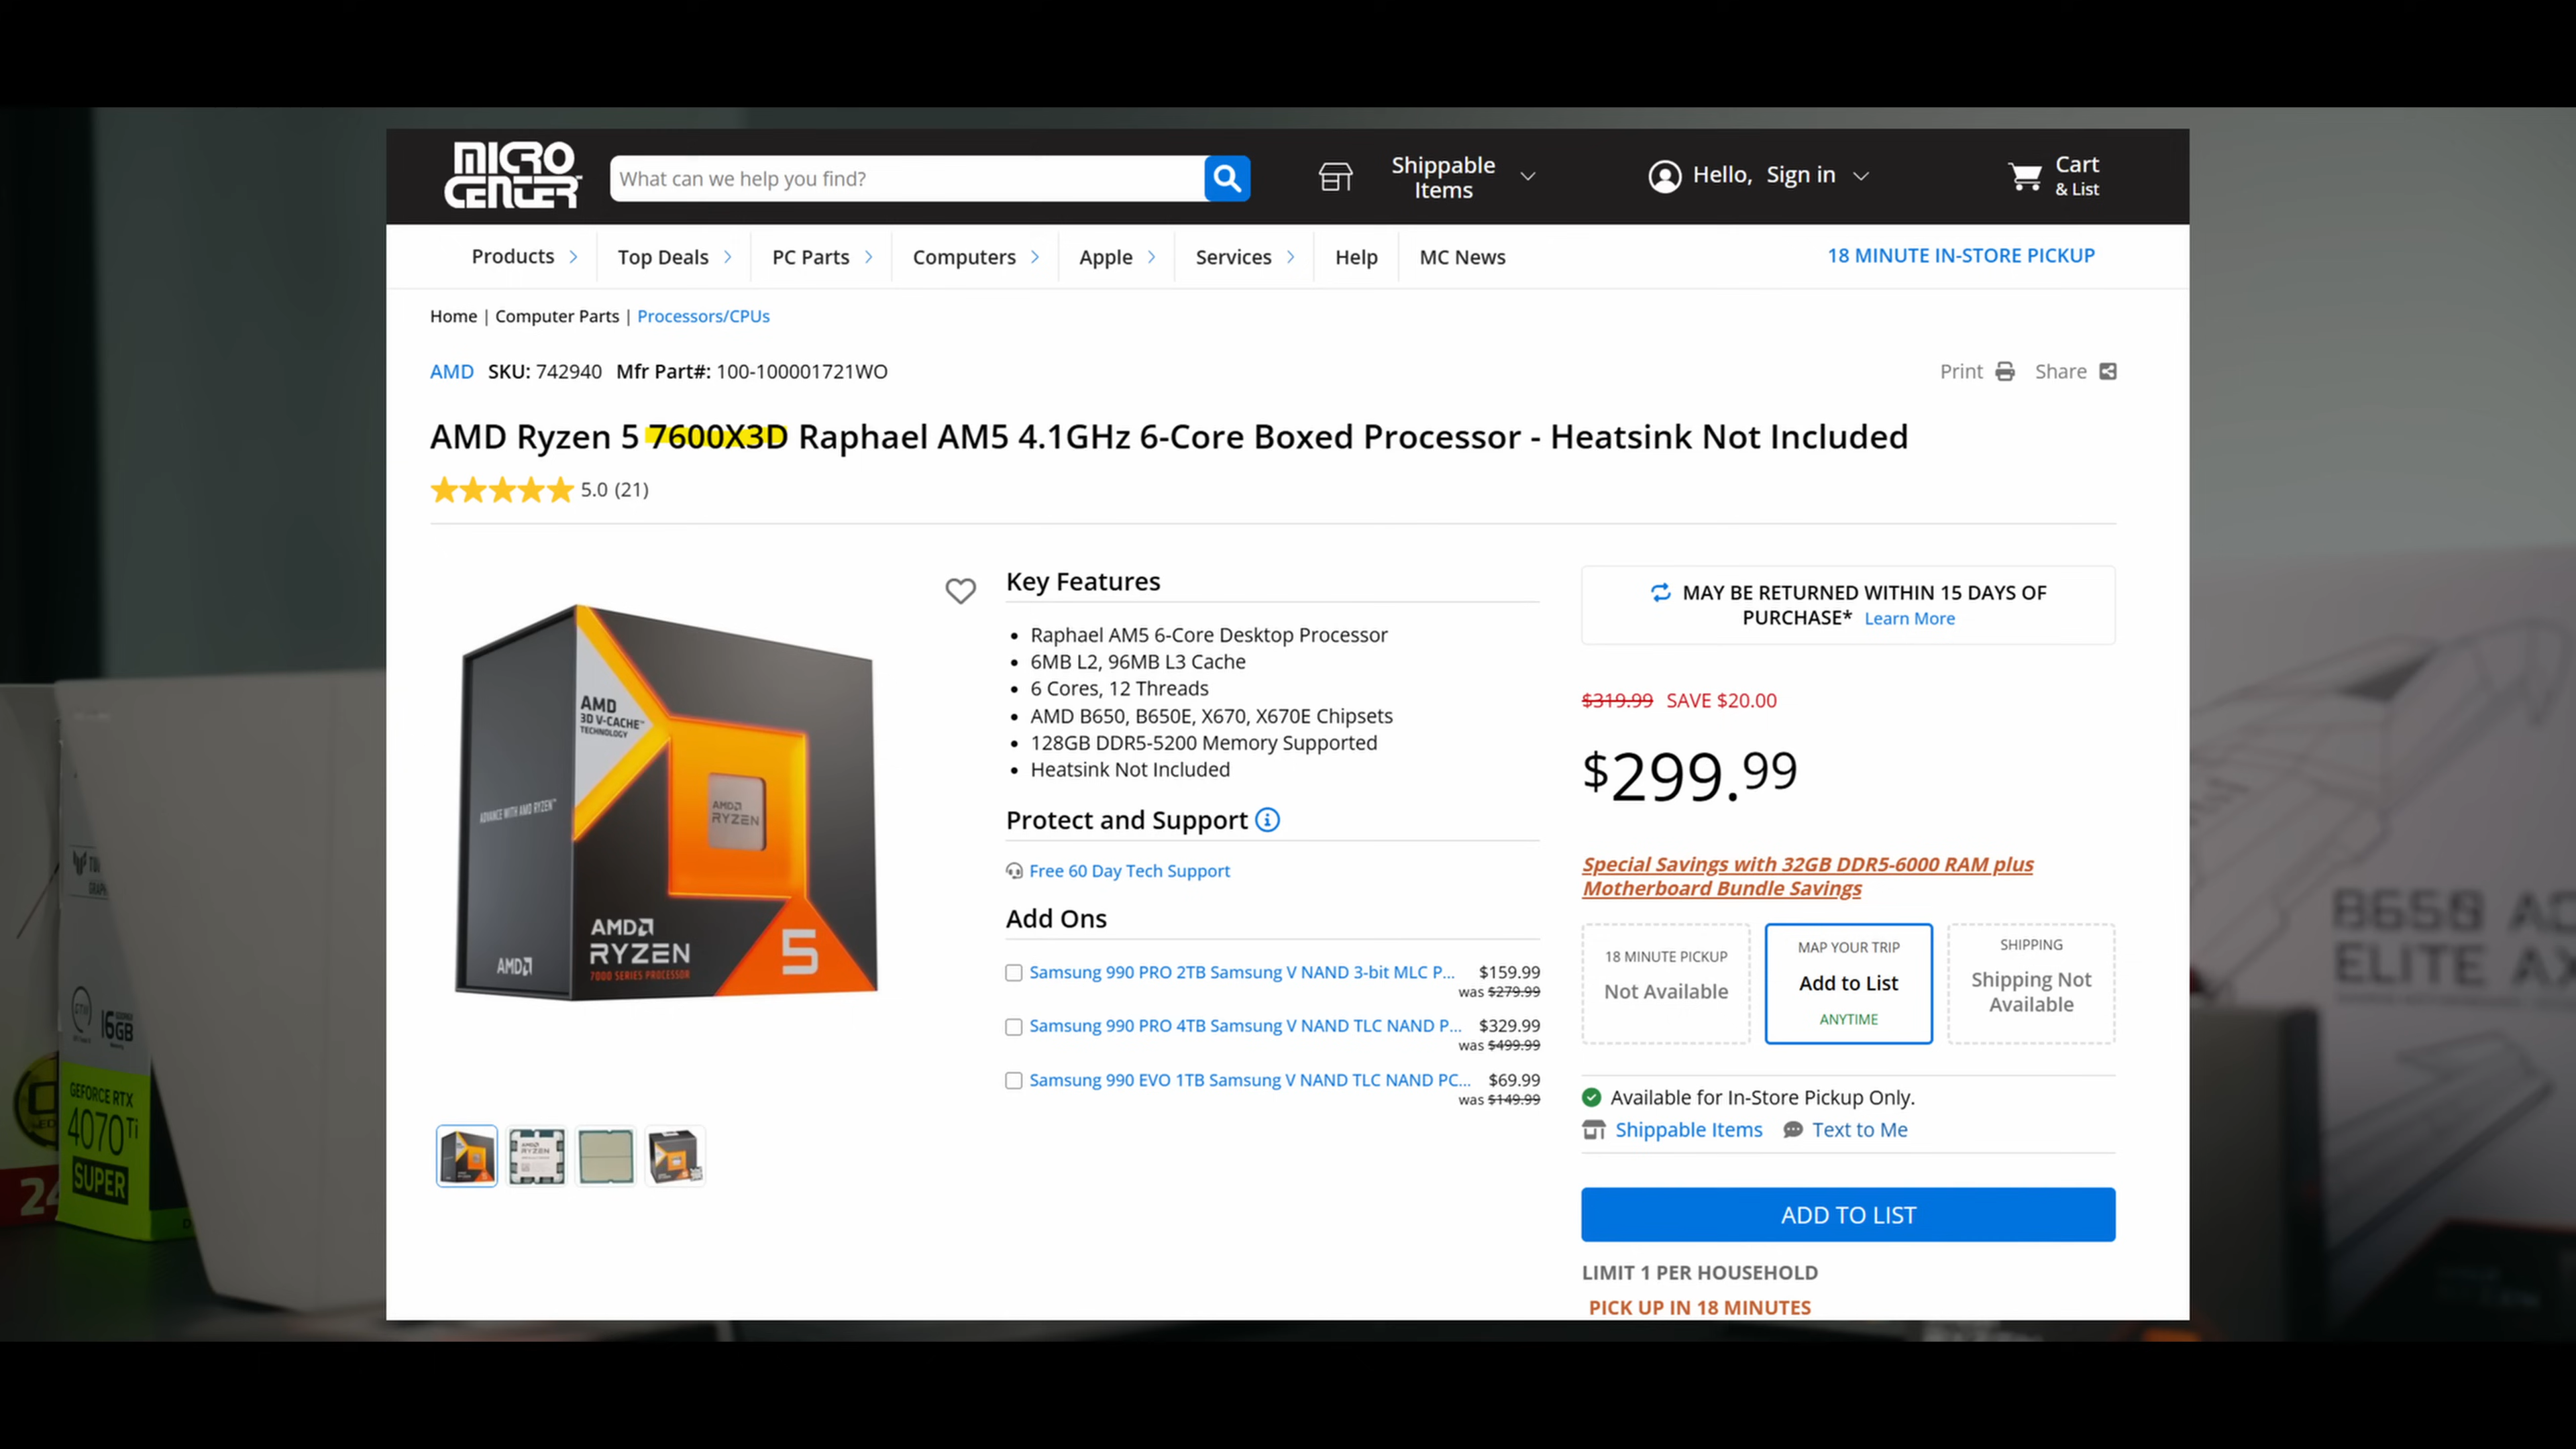 MICRO CENTER
What can we help you find?
Shippable Items
Hello, Sign in
Cart & List
Products
Top Deals
PC Parts
Computers
Apple
Services
Help
MC News
18 MINUTE IN-STORE PICKUP
Home | Computer Parts | Processors/CPUs
AMD SKU: 742940 Mfr Part#: 100-100001721WO
Print Share
AMD Ryzen 5 7600X3D Raphael AM5 4.1GHz 6-Core Boxed Processor - Heatsink Not Included
5.0 (21)
AMD
3D V-CACHE™
TECHNOLOGY
ADVANCE WITH AMD RYZEN™
AMD
RYZEN
AMD
RYZEN
7000 SERIES PROCESSOR
5
AMD
Key Features
Raphael AM5 6-Core Desktop Processor
6MB L2, 96MB L3 Cache
6 Cores, 12 Threads
AMD B650, B650E, X670, X670E Chipsets
128GB DDR5-5200 Memory Supported
Heatsink Not Included
Protect and Support
Free 60 Day Tech Support
Add Ons
Samsung 990 PRO 2TB Samsung V NAND 3-bit MLC P... $159.99
was $279.99
Samsung 990 PRO 4TB Samsung V NAND TLC NAND P... $329.99
was $499.99
Samsung 990 EVO 1TB Samsung V NAND TLC NAND PC... $69.99
was $149.99
MAY BE RETURNED WITHIN 15 DAYS OF
PURCHASE* Learn More
$319.99 SAVE $20.00
$299.99
Special Savings with 32GB DDR5-6000 RAM plus
Motherboard Bundle Savings
18 MINUTE PICKUP
Not Available
MAP YOUR TRIP
Add to List
ANYTIME
SHIPPING
Shipping Not
Available
Available for In-Store Pickup Only.
Shippable Items Text to Me
ADD TO LIST
LIMIT 1 PER HOUSEHOLD
PICK UP IN 18 MINUTES
16GB
GEFORCE RTX
4070 Ti
SUPER
24
B650 AO
ELITE AX